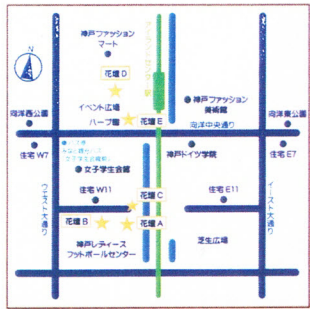 神戸ファッション
マート
N
花壇 D
イベント広場
ハーブ園
花壇 E
神戸ファッション
美術館
向洋中央通り
向洋西公園
向洋東公園
住宅 W7
住宅 E7
神戸ドイツ学院
女子学生会館
住宅 W11
住宅 E11
ウエスト大通り
イースト大通り
花壇 C
花壇 B
花壇 A
神戸レディース
フットボールセンター
芝生広場